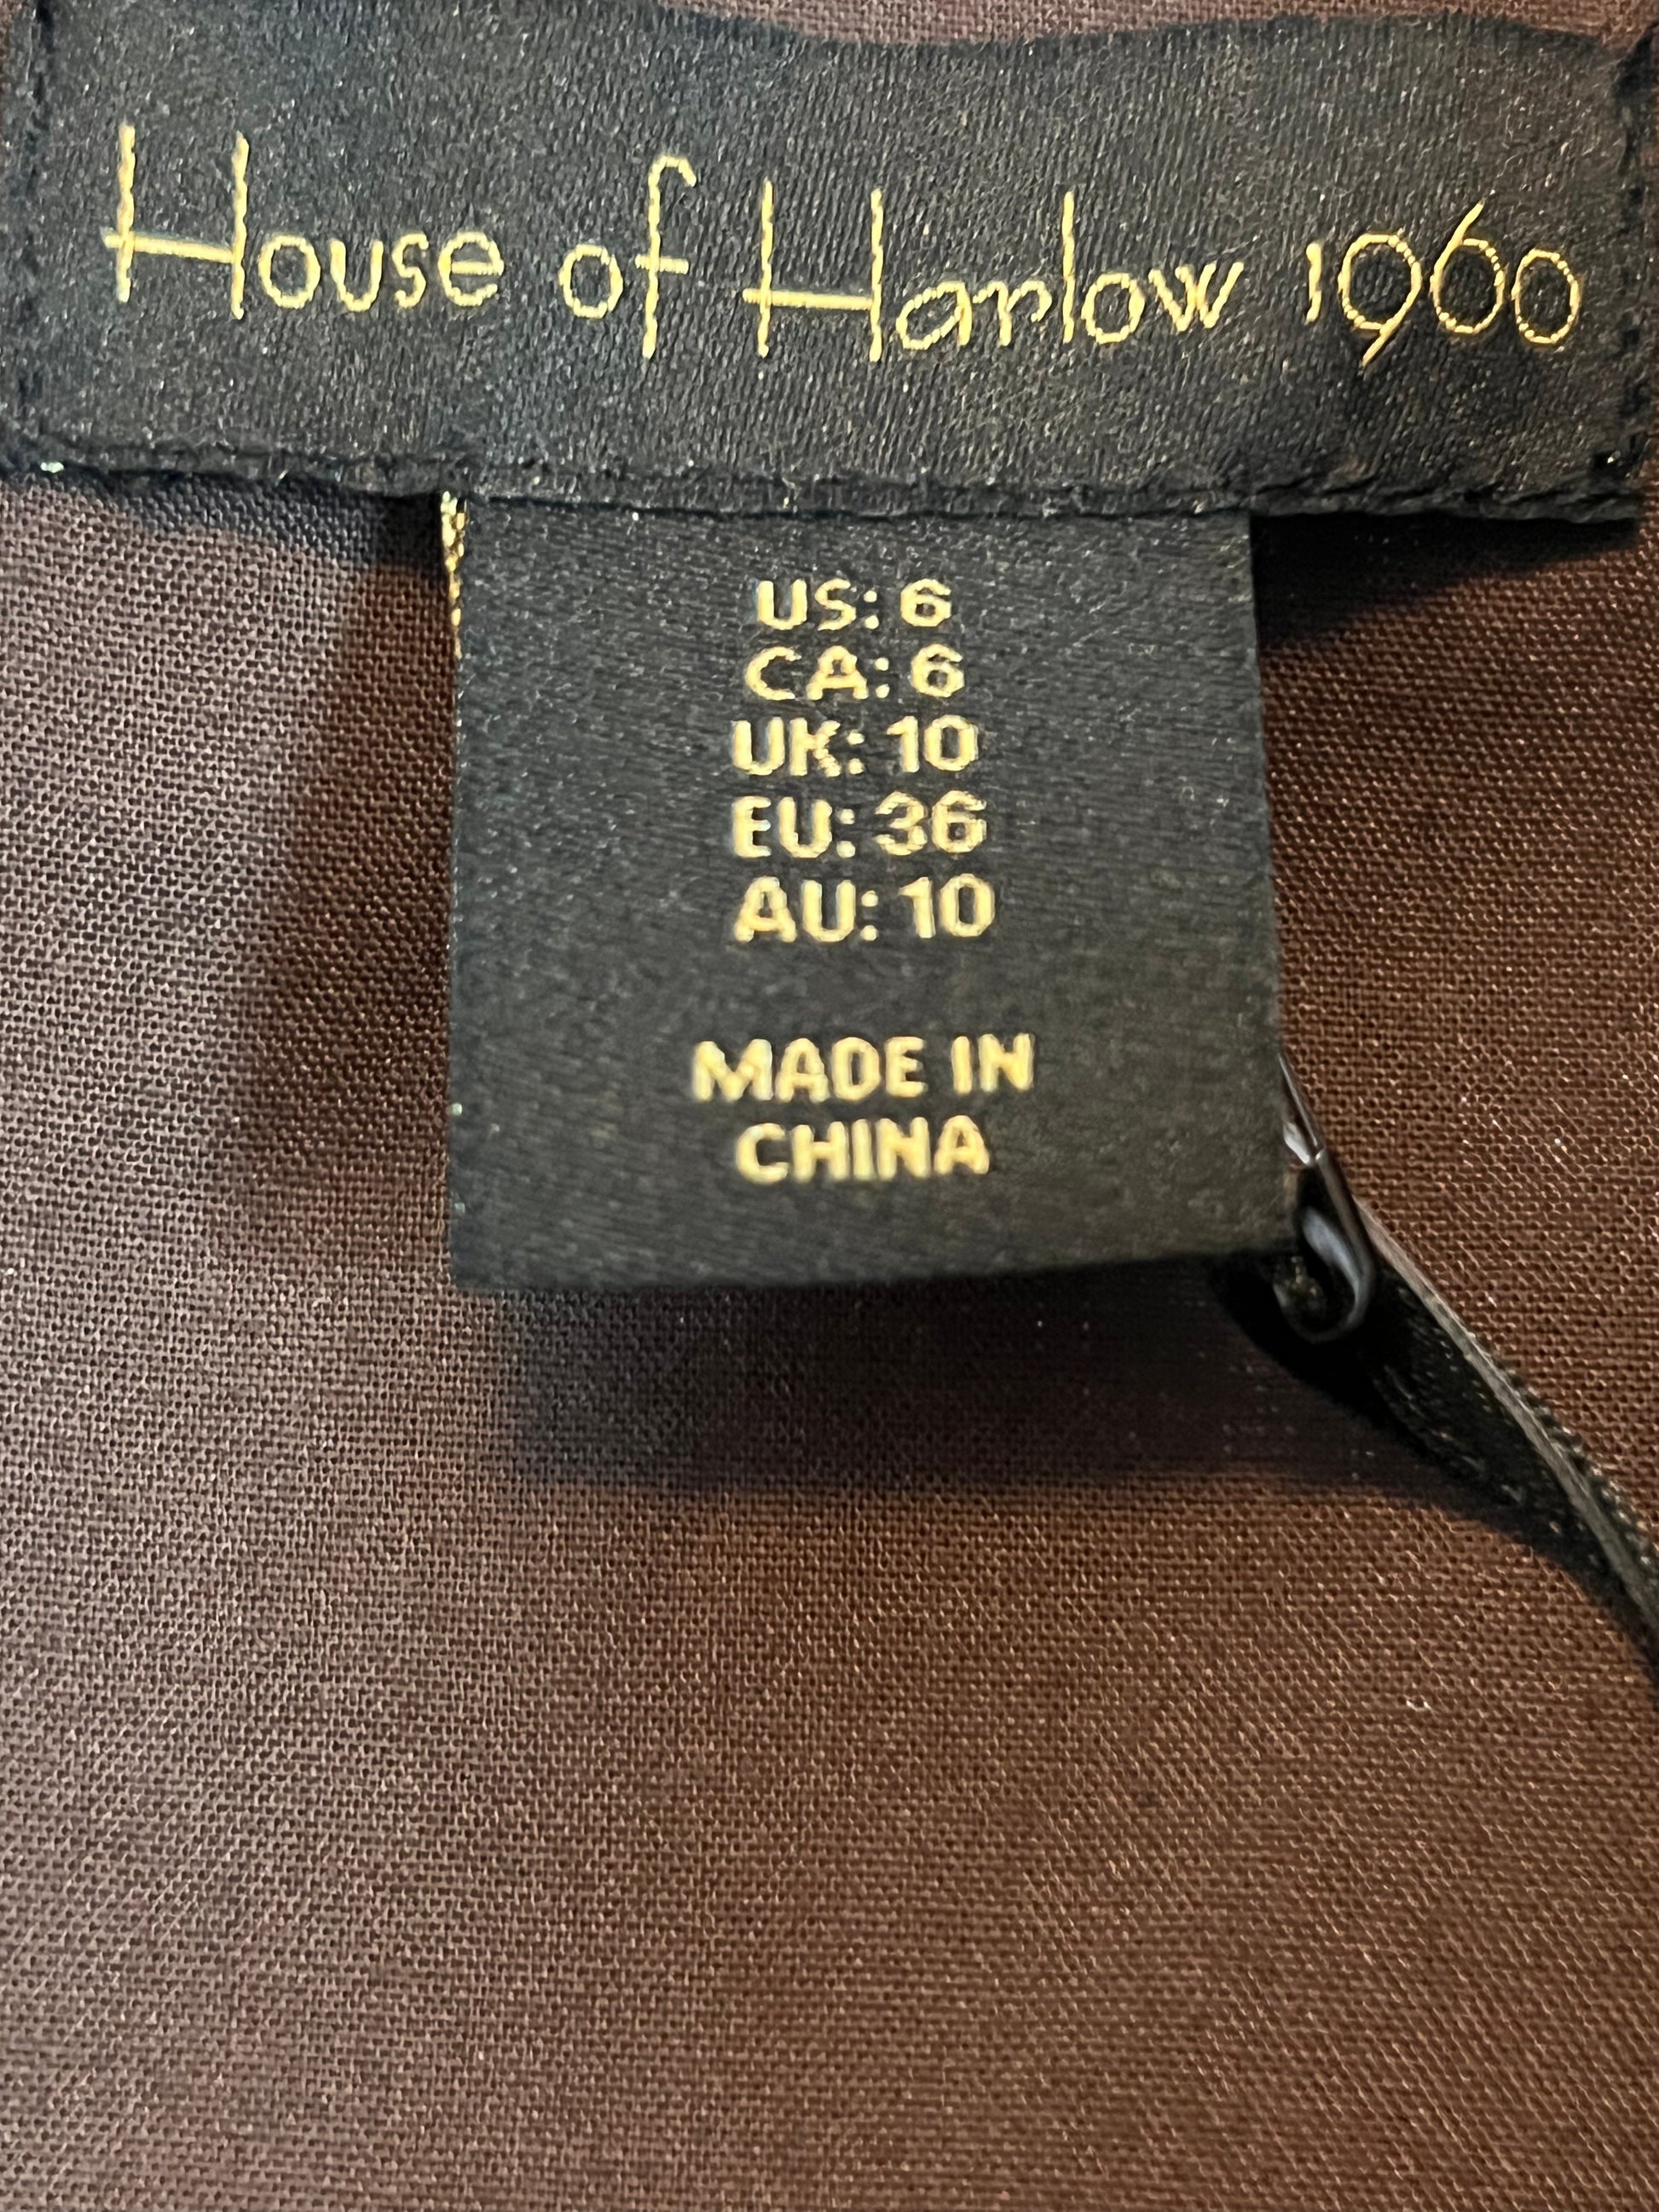 House of Harlow 1960
US: 6
CA: 6
UK: 10
EU: 36
AU: 10
MADE IN
CHINA